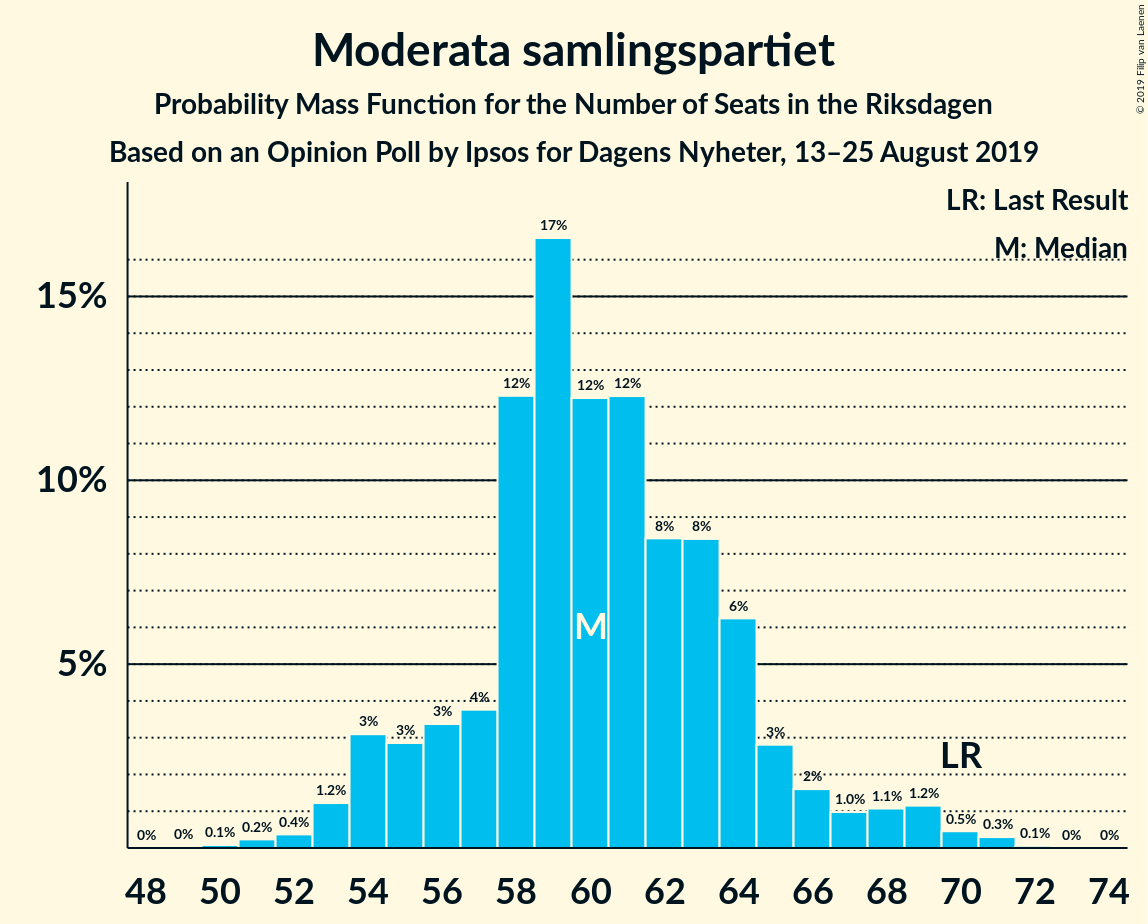 Moderata samlingspartiet
Probability Mass Function for the Number of Seats in the Riksdagen
Based on an Opinion Poll by Ipsos for Dagens Nyheter, 13–25 August 2019
© 2019 Filip van Laenen
LR: Last Result
M: Median
15%
10%
5%
0% 0% 0.1% 0.2% 0.4% 1.2% 3% 3% 3% 4% 12% 17% 12% 12% 8% 8% 6% 3% 2% 1.0% 1.1% 1.2% 0.5% 0.3% 0.1% 0% 0%
M
LR
48 50 52 54 56 58 60 62 64 66 68 70 72 74